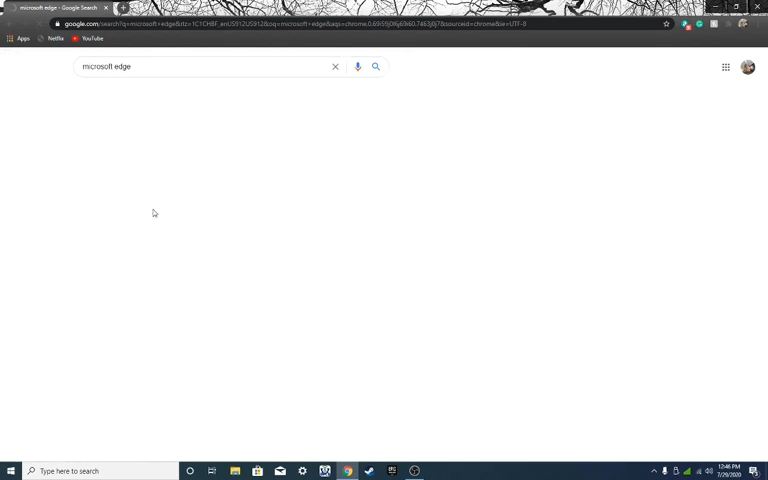 microsoft edge - Google Search
google.com/search?q=microsoft+edge&rlz=1C1CHBF_enUS912US912&oq=microsoft+edge&aqs=chrome.0.69i59j0l6j69i60.7463j0j7&sourceid=chrome&ie=UTF-8
Apps Netflix YouTube
microsoft edge
Type here to search
12:46 PM
7/29/2020